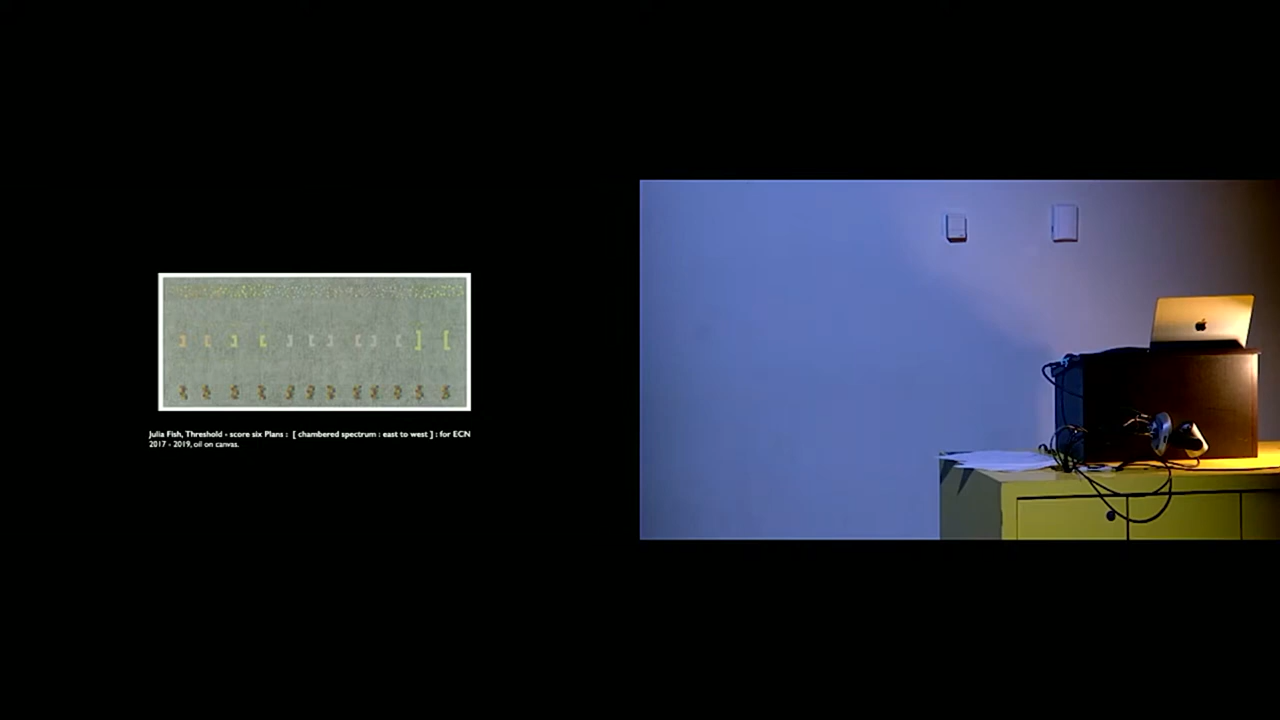 Julia Fish, Threshold - score six Plans : [ chambered spectrum : east to west ] : for ECN
2017 - 2019, oil on canvas.